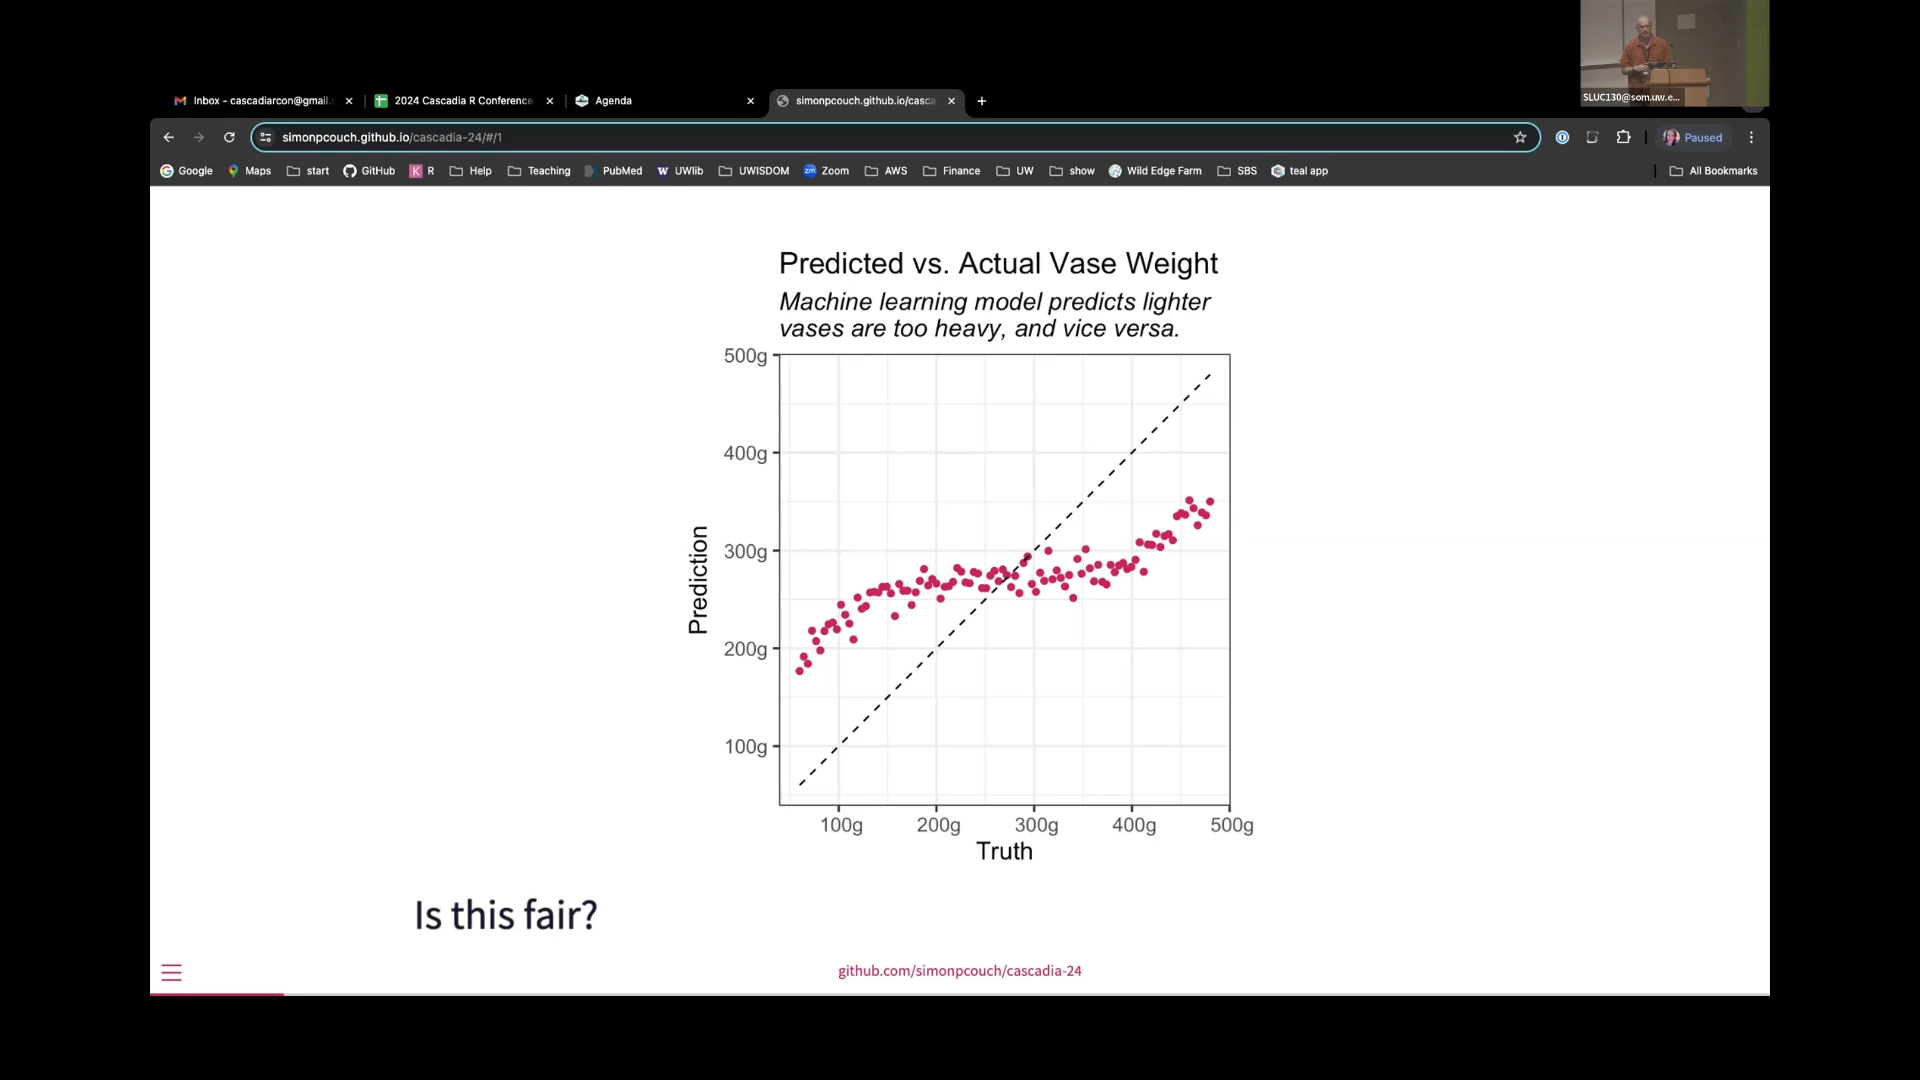 SLUC130@som.uw.e...
Inbox - cascadiarcon@gmail.
2024 Cascadia R Conference
Agenda
simonpcouch.github.io/casca
simonpcouch.github.io/cascadia-24/#/1
Paused
Google
Maps
start
GitHub
K R
Help
Teaching
PubMed
W UWlib
UWISDOM
zm Zoom
AWS
Finance
UW
show
Wild Edge Farm
SBS
teal app
All Bookmarks
Predicted vs. Actual Vase Weight
Machine learning model predicts lighter
vases are too heavy, and vice versa.
500g
400g
300g
200g
100g
Prediction
100g 200g 300g 400g 500g
Truth
Is this fair?
github.com/simonpcouch/cascadia-24